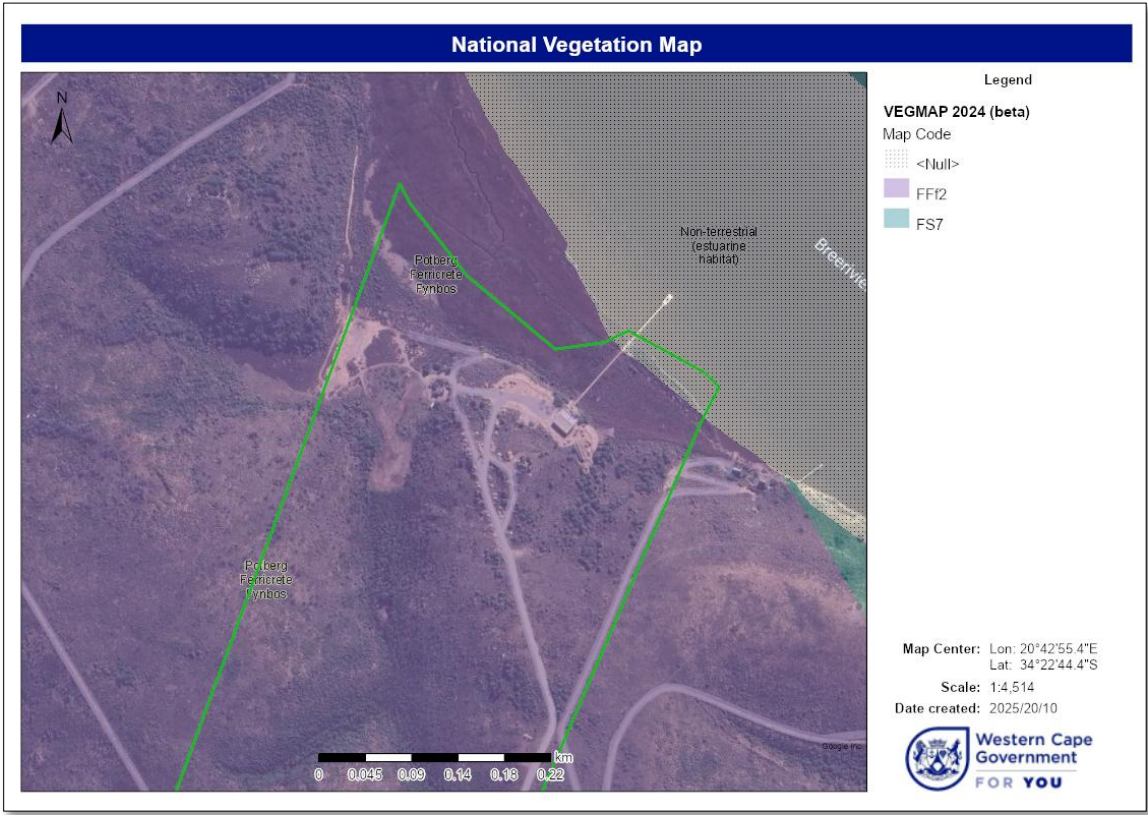 National Vegetation Map
N
Potberg
Ferricrete
Fynbos
Non-terrestrial
(estuarine
habitat)
Potberg
Ferricrete
Fynbos
km
0 0,045 0,09 0,14 0,18 0,22
Google Inc.
Legend
VEGMAP 2024 (beta)
Map Code
<Null>
FFf2
FS7
Map Center: Lon: 20°42'55.4"E
Lat: 34°22'44.4"S
Scale: 1:4,514
Date created: 2025/20/10
Western Cape
Government
FOR YOU